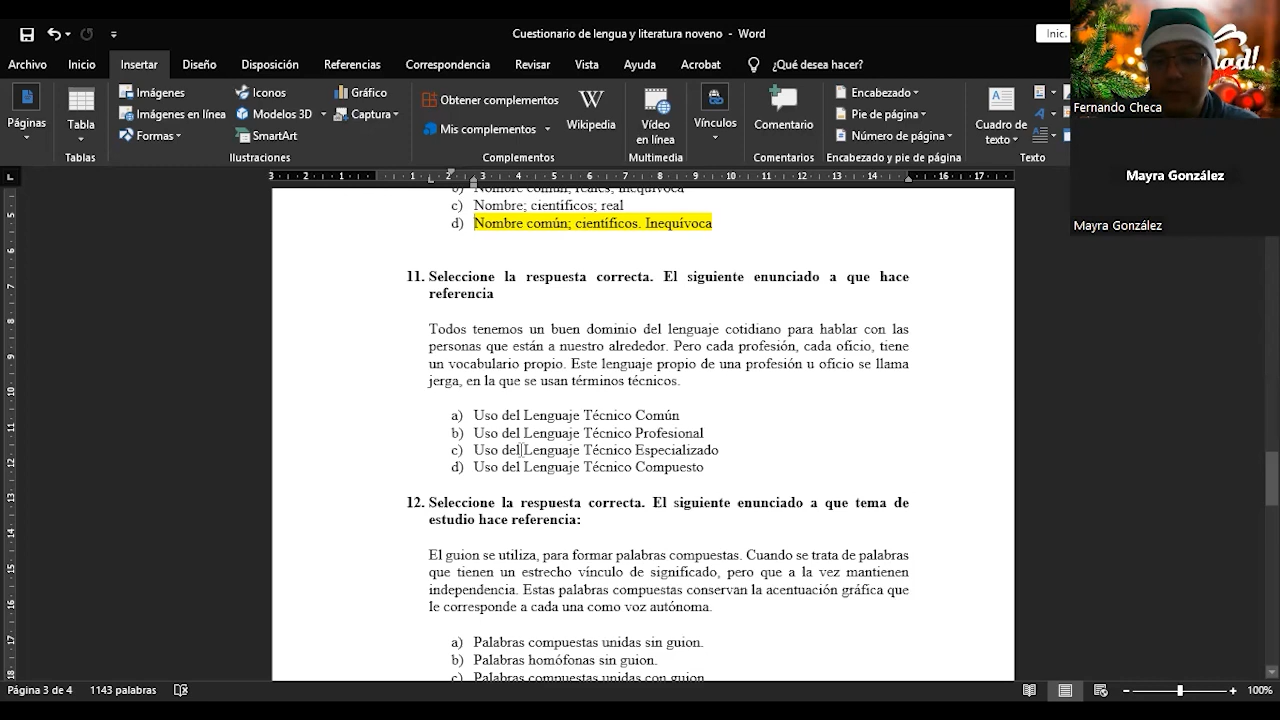 Cuestionario de lengua y literatura noveno - Word
Inic.
Archivo Inicio Insertar Diseño Disposición Referencias Correspondencia Revisar Vista Ayuda Acrobat ¿Qué desea hacer?
Páginas
Tabla
Tablas
Imágenes
Imágenes en línea
Formas
Iconos
Modelos 3D
SmartArt
Gráfico
Captura
Ilustraciones
Obtener complementos
Mis complementos
Wikipedia
Complementos
Vídeo en línea
Multimedia
Vínculos
Comentario
Comentarios
Encabezado
Pie de página
Número de página
Encabezado y pie de página
Cuadro de texto
Texto
Fernando Checa
Mayra González
Mayra González
b) Nombre común; reales; inequívoca
c) Nombre; científicos; real
d) Nombre común; científicos. Inequívoca
11. Seleccione la respuesta correcta. El siguiente enunciado a que hace
referencia
Todos tenemos un buen dominio del lenguaje cotidiano para hablar con las
personas que están a nuestro alrededor. Pero cada profesión, cada oficio, tiene
un vocabulario propio. Este lenguaje propio de una profesión u oficio se llama
jerga, en la que se usan términos técnicos.
a) Uso del Lenguaje Técnico Común
b) Uso del Lenguaje Técnico Profesional
c) Uso del Lenguaje Técnico Especializado
d) Uso del Lenguaje Técnico Compuesto
12. Seleccione la respuesta correcta. El siguiente enunciado a que tema de
estudio hace referencia:
El guion se utiliza, para formar palabras compuestas. Cuando se trata de palabras
que tienen un estrecho vínculo de significado, pero que a la vez mantienen
independencia. Estas palabras compuestas conservan la acentuación gráfica que
le corresponde a cada una como voz autónoma.
a) Palabras compuestas unidas sin guion.
b) Palabras homófonas sin guion.
c) Palabras compuestas unidas con guion
Página 3 de 4 1143 palabras
100%